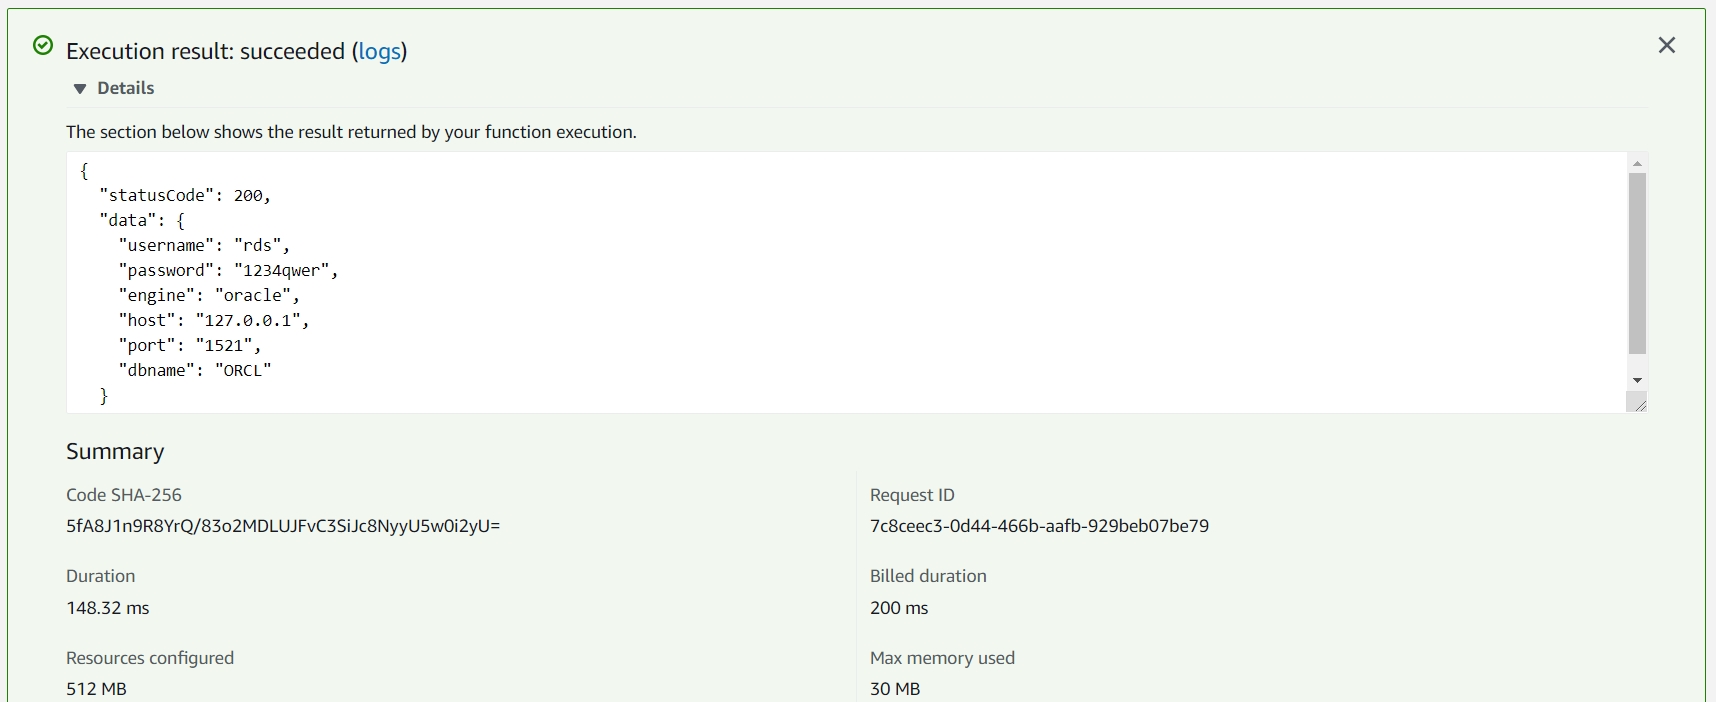 Execution result: succeeded (logs)
Details
The section below shows the result returned by your function execution.
{
  "statusCode": 200,
  "data": {
    "username": "rds",
    "password": "1234qwer",
    "engine": "oracle",
    "host": "127.0.0.1",
    "port": "1521",
    "dbname": "ORCL"
  }
Summary
Code SHA-256
5fA8J1n9R8YrQ/83o2MDLUJFvC3SiJc8NyyU5w0i2yU=
Request ID
7c8ceec3-0d44-466b-aafb-929beb07be79
Duration
148.32 ms
Billed duration
200 ms
Resources configured
512 MB
Max memory used
30 MB